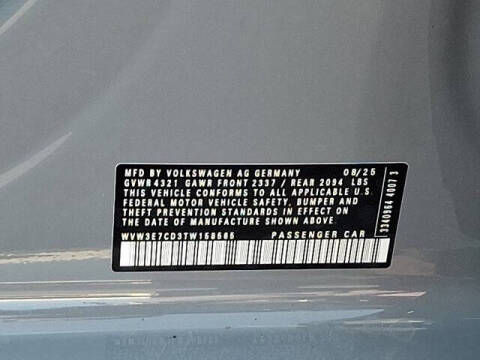 MFD. BY VOLKSWAGEN AG GERMANY 08/25
GVWR 4321 GAWR FRONT 2337 / REAR 2094 LBS
THIS VEHICLE CONFORMS TO ALL APPLICABLE U.S.
FEDERAL MOTOR VEHICLE SAFETY, BUMPER AND
THEFT PREVENTION STANDARDS IN EFFECT ON
THE DATE OF MANUFACTURE SHOWN ABOVE.
PASSENGER CAR